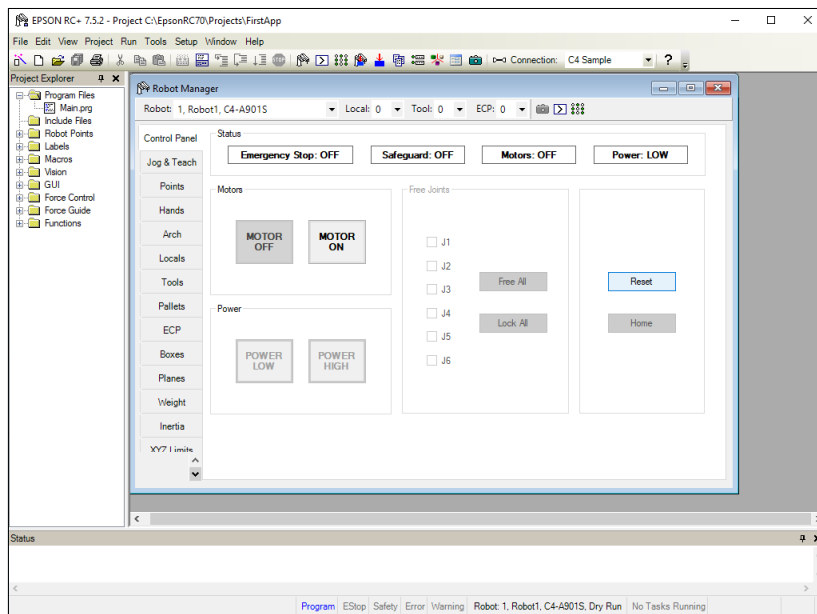 EPSON RC+ 7.5.2 - Project C:\EpsonRC70\Projects\FirstApp
File Edit View Project Run Tools Setup Window Help
Connection: C4 Sample
Project Explorer
Program Files
Main.prg
Include Files
Robot Points
Labels
Macros
Vision
GUI
Force Control
Force Guide
Functions
Robot Manager
Robot: 1, Robot1, C4-A901S Local: 0 Tool: 0 ECP: 0
Control Panel
Jog & Teach
Points
Hands
Arch
Locals
Tools
Pallets
ECP
Boxes
Planes
Weight
Inertia
XYZ Limits
Status
Emergency Stop: OFF Safeguard: OFF Motors: OFF Power: LOW
Motors
MOTOR OFF
MOTOR ON
Power
POWER LOW
POWER HIGH
Free Joints
J1
J2
J3
J4
J5
J6
Free All
Lock All
Reset
Home
Status
Program EStop Safety Error Warning Robot: 1, Robot1, C4-A901S, Dry Run No Tasks Running